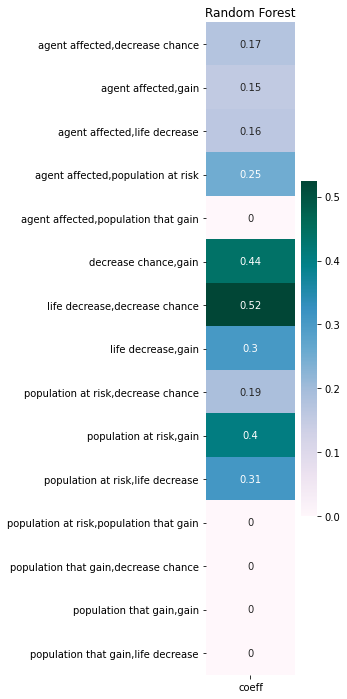 Random Forest
agent affected,decrease chance 0.17
agent affected,gain 0.15
agent affected,life decrease 0.16
agent affected,population at risk 0.25
agent affected,population that gain 0
decrease chance,gain 0.44
life decrease,decrease chance 0.52
life decrease,gain 0.3
population at risk,decrease chance 0.19
population at risk,gain 0.4
population at risk,life decrease 0.31
population at risk,population that gain 0
population that gain,decrease chance 0
population that gain,gain 0
population that gain,life decrease 0
coeff
0.5
0.4
0.3
0.2
0.1
0.0